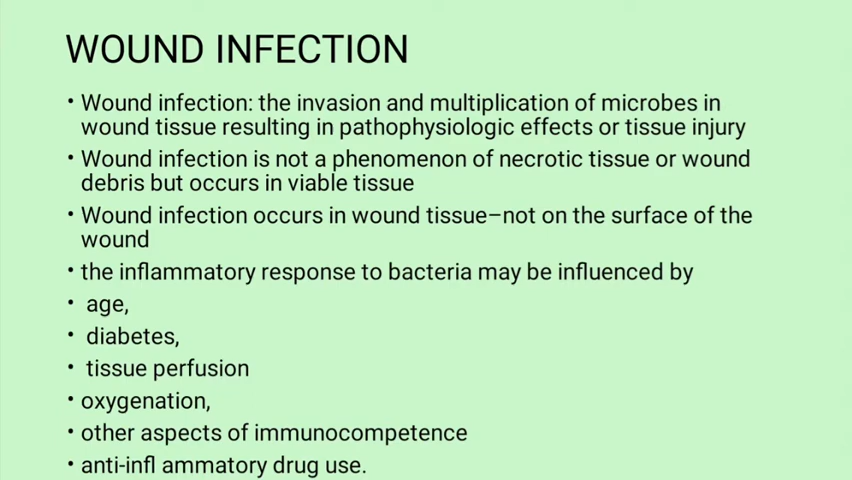 WOUND INFECTION
• Wound infection: the invasion and multiplication of microbes in
wound tissue resulting in pathophysiologic effects or tissue injury
• Wound infection is not a phenomenon of necrotic tissue or wound
debris but occurs in viable tissue
• Wound infection occurs in wound tissue–not on the surface of the
wound
• the inflammatory response to bacteria may be influenced by
• age,
• diabetes,
• tissue perfusion
• oxygenation,
• other aspects of immunocompetence
• anti-infl ammatory drug use.